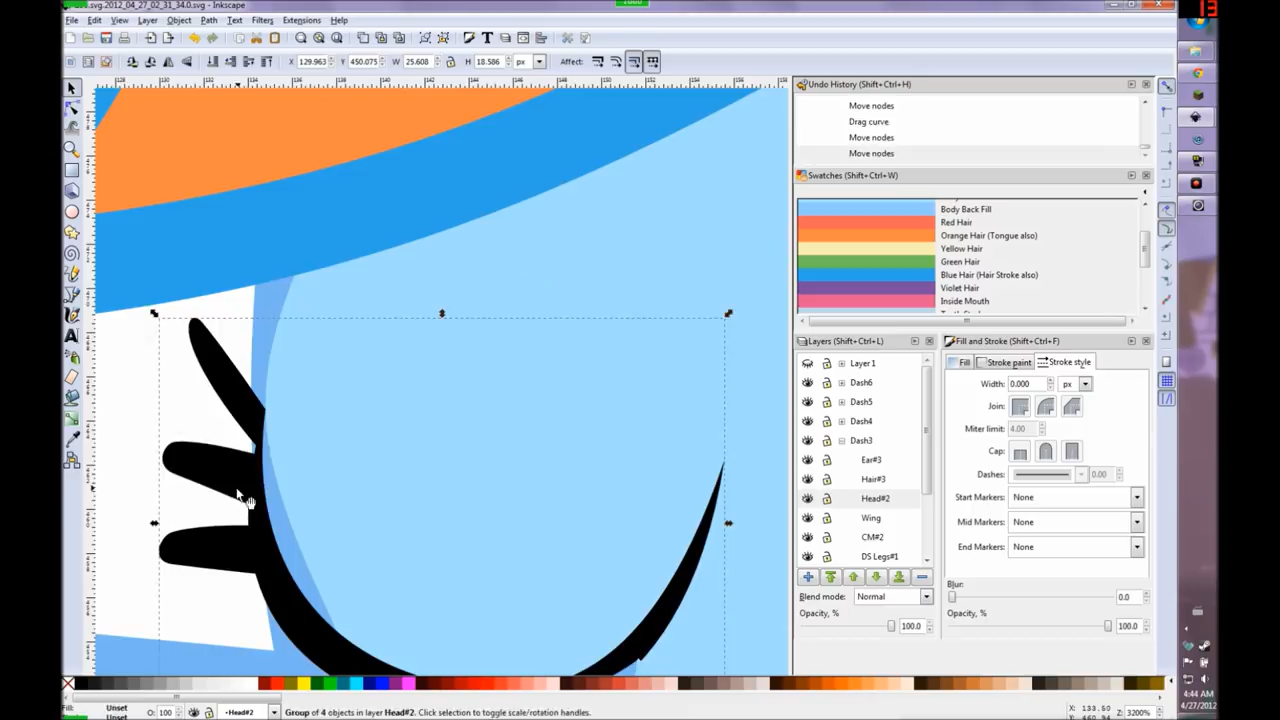 .svg.2012_04_27_02_31_34.0.svg - Inkscape
2000
13
File Edit View Layer Object Path Text Filters Extensions Help
X 129.963 Y 450.075 W 25.608 H 18.586 px Affect:
Undo History (Shift+Ctrl+H)
Move nodes
Drag curve
Move nodes
Move nodes
Swatches (Shift+Ctrl+W)
Body Back Fill
Red Hair
Orange Hair (Tongue also)
Yellow Hair
Green Hair
Blue Hair (Hair Stroke also)
Violet Hair
Inside Mouth
Layers (Shift+Ctrl+L)
Layer1
Dash6
Dash5
Dash4
Dash3
Ear#3
Hair#3
Head#2
Wing
CM#2
DS Legs#1
Blend mode: Normal
Opacity, %
100.0
Fill and Stroke (Shift+Ctrl+F)
Fill Stroke paint Stroke style
Width: 0.000 px
Join:
Miter limit: 4.00
Cap:
Dashes: 0.00
Start Markers: None
Mid Markers: None
End Markers: None
Blur:
0.0
Opacity, %
100.0
Fill: Unset
Unset
O: 100
Head#2
Group of 4 objects in layer Head#2. Click selection to toggle scale/rotation handles.
X: 133.50
Z: 3200%
4:44 AM
4/27/2012